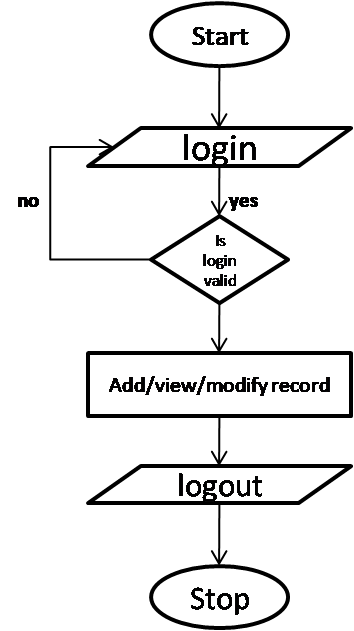 Start
login
no
yes
Is
login
valid
Add/view/modify record
logout
Stop